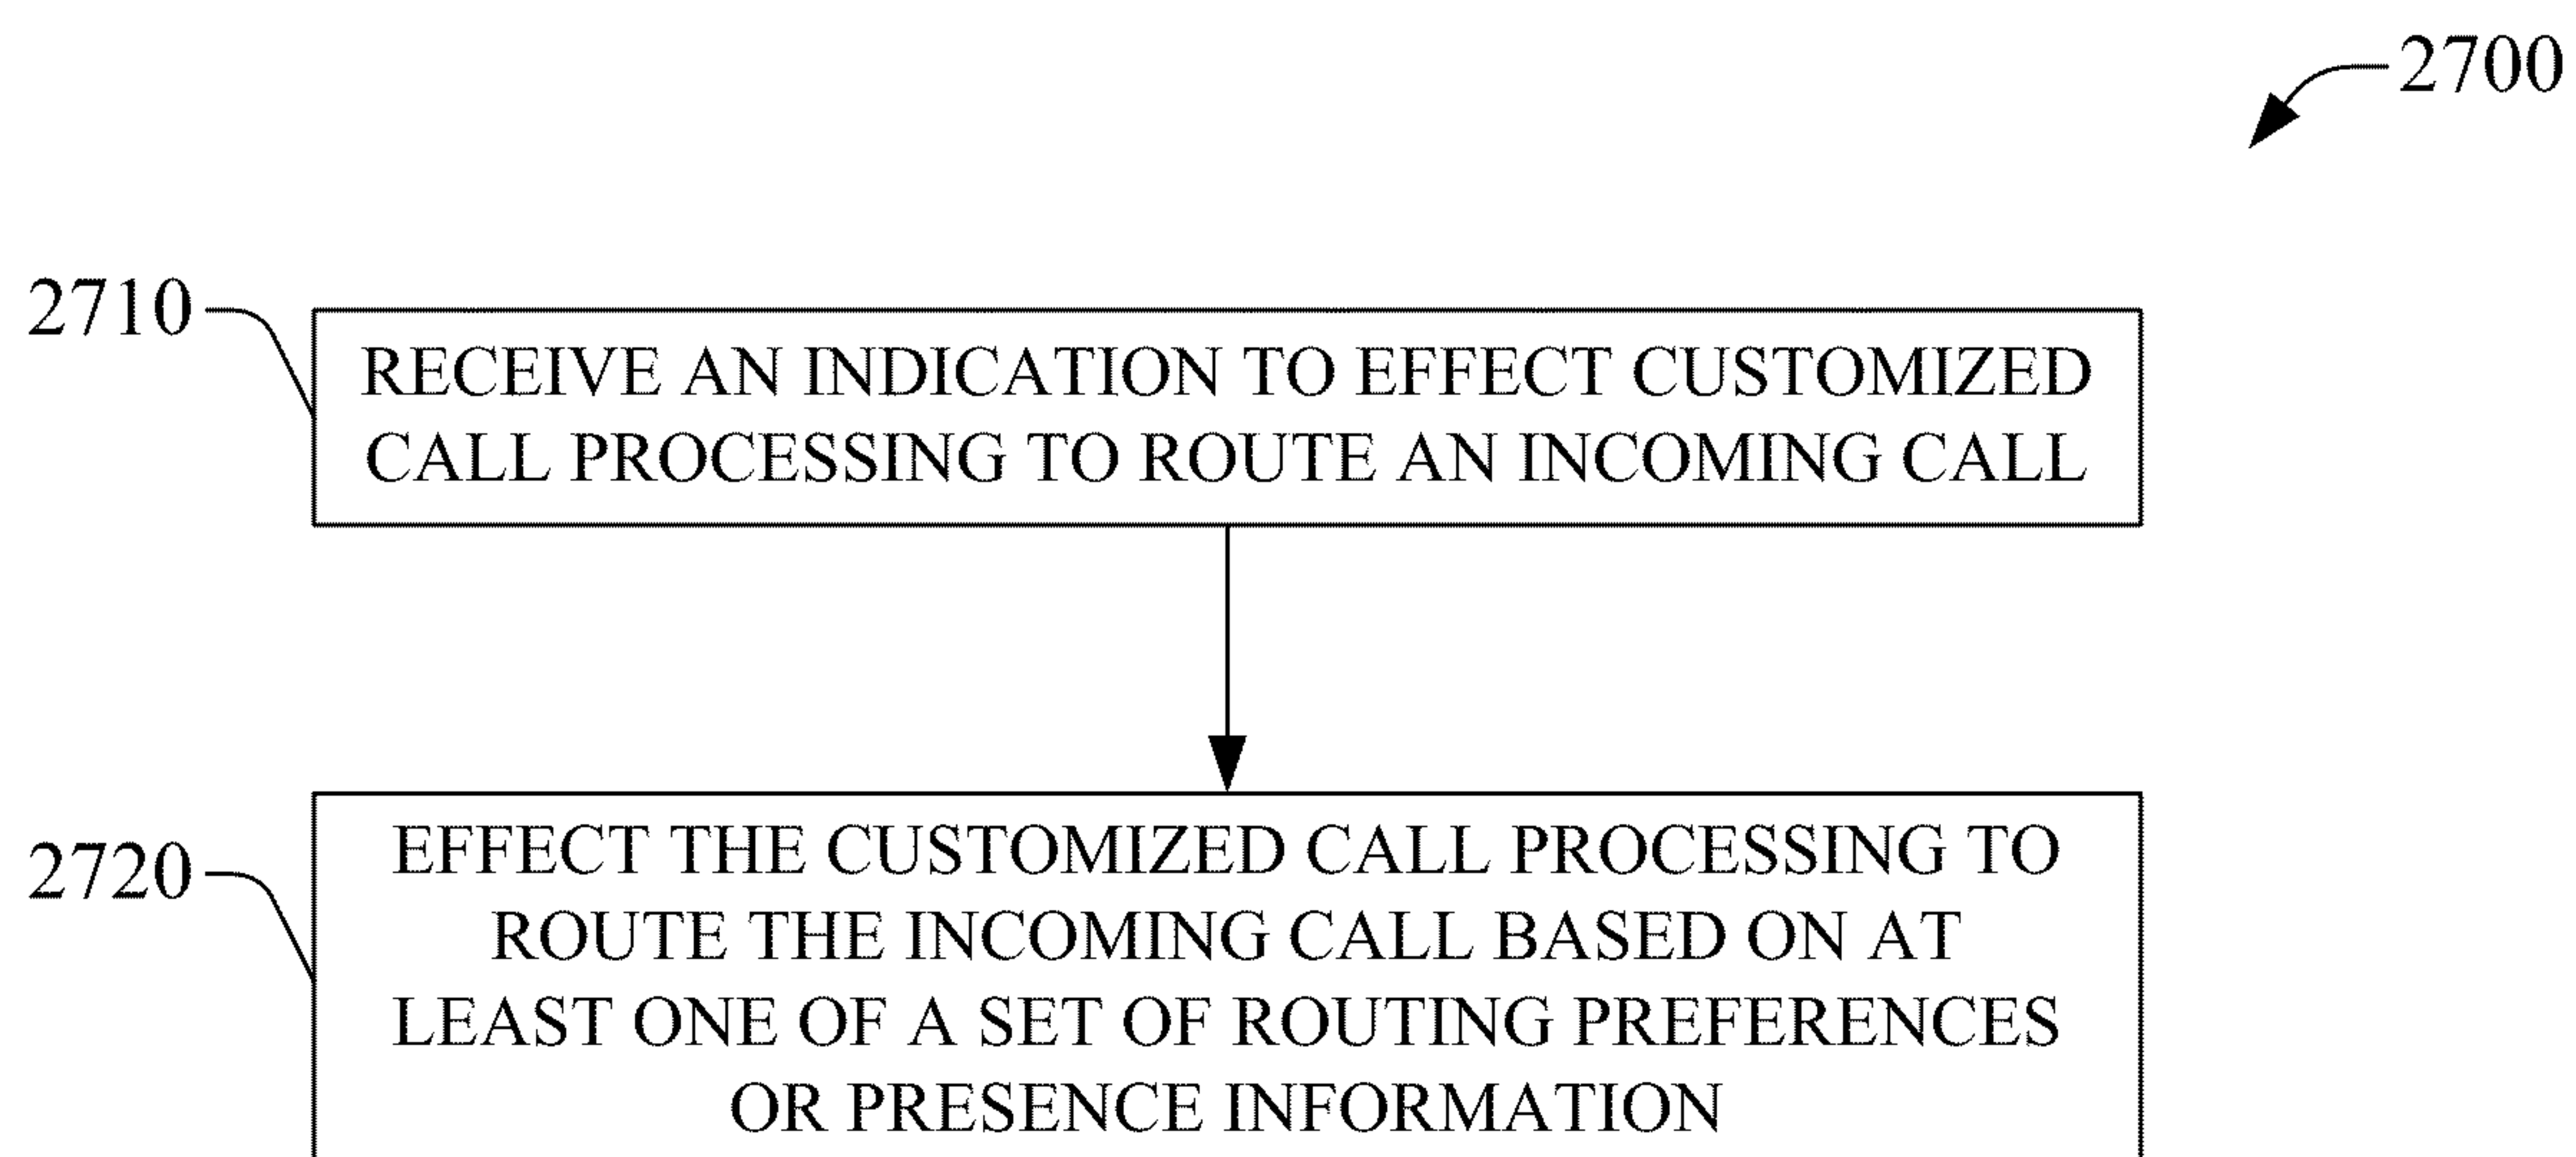 2700
2710
RECEIVE AN INDICATION TO EFFECT CUSTOMIZED
CALL PROCESSING TO ROUTE AN INCOMING CALL
2720
EFFECT THE CUSTOMIZED CALL PROCESSING TO
ROUTE THE INCOMING CALL BASED ON AT
LEAST ONE OF A SET OF ROUTING PREFERENCES
OR PRESENCE INFORMATION